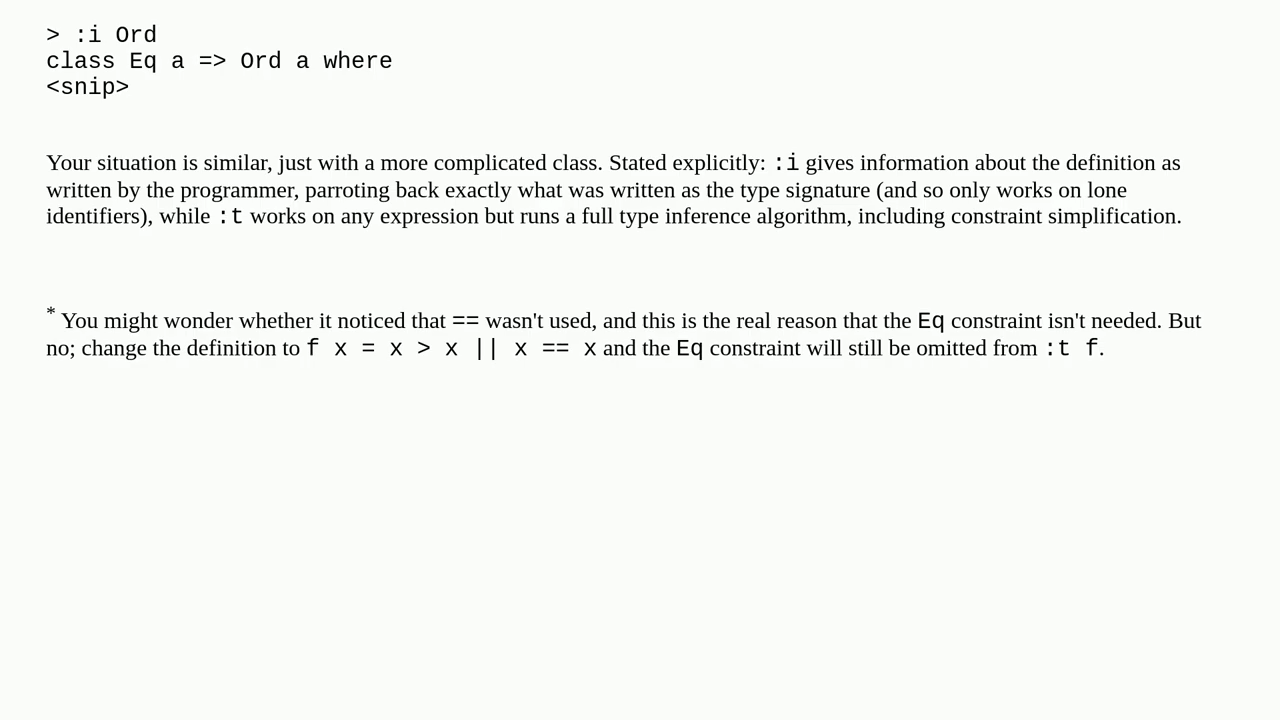 > :i Ord
class Eq a => Ord a where
<snip>
Your situation is similar, just with a more complicated class. Stated explicitly: :i gives information about the definition as
written by the programmer, parroting back exactly what was written as the type signature (and so only works on lone
identifiers), while :t works on any expression but runs a full type inference algorithm, including constraint simplification.
* You might wonder whether it noticed that == wasn't used, and this is the real reason that the Eq constraint isn't needed. But
no; change the definition to f x = x > x || x == x and the Eq constraint will still be omitted from :t f.